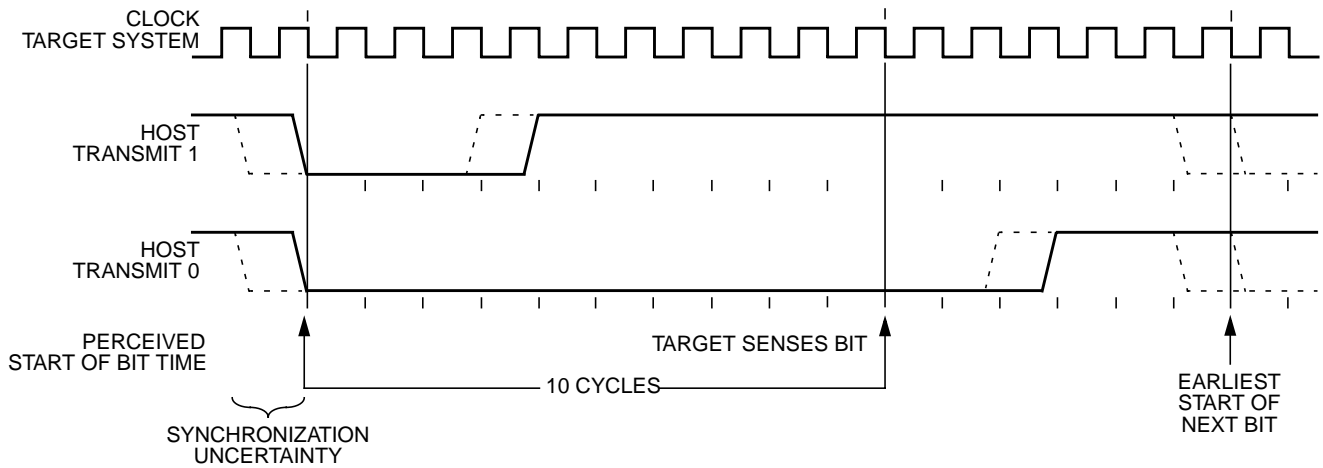 CLOCK
TARGET SYSTEM
HOST
TRANSMIT 1
HOST
TRANSMIT 0
PERCEIVED
START OF BIT TIME
TARGET SENSES BIT
10 CYCLES
EARLIEST
START OF
NEXT BIT
SYNCHRONIZATION
UNCERTAINTY